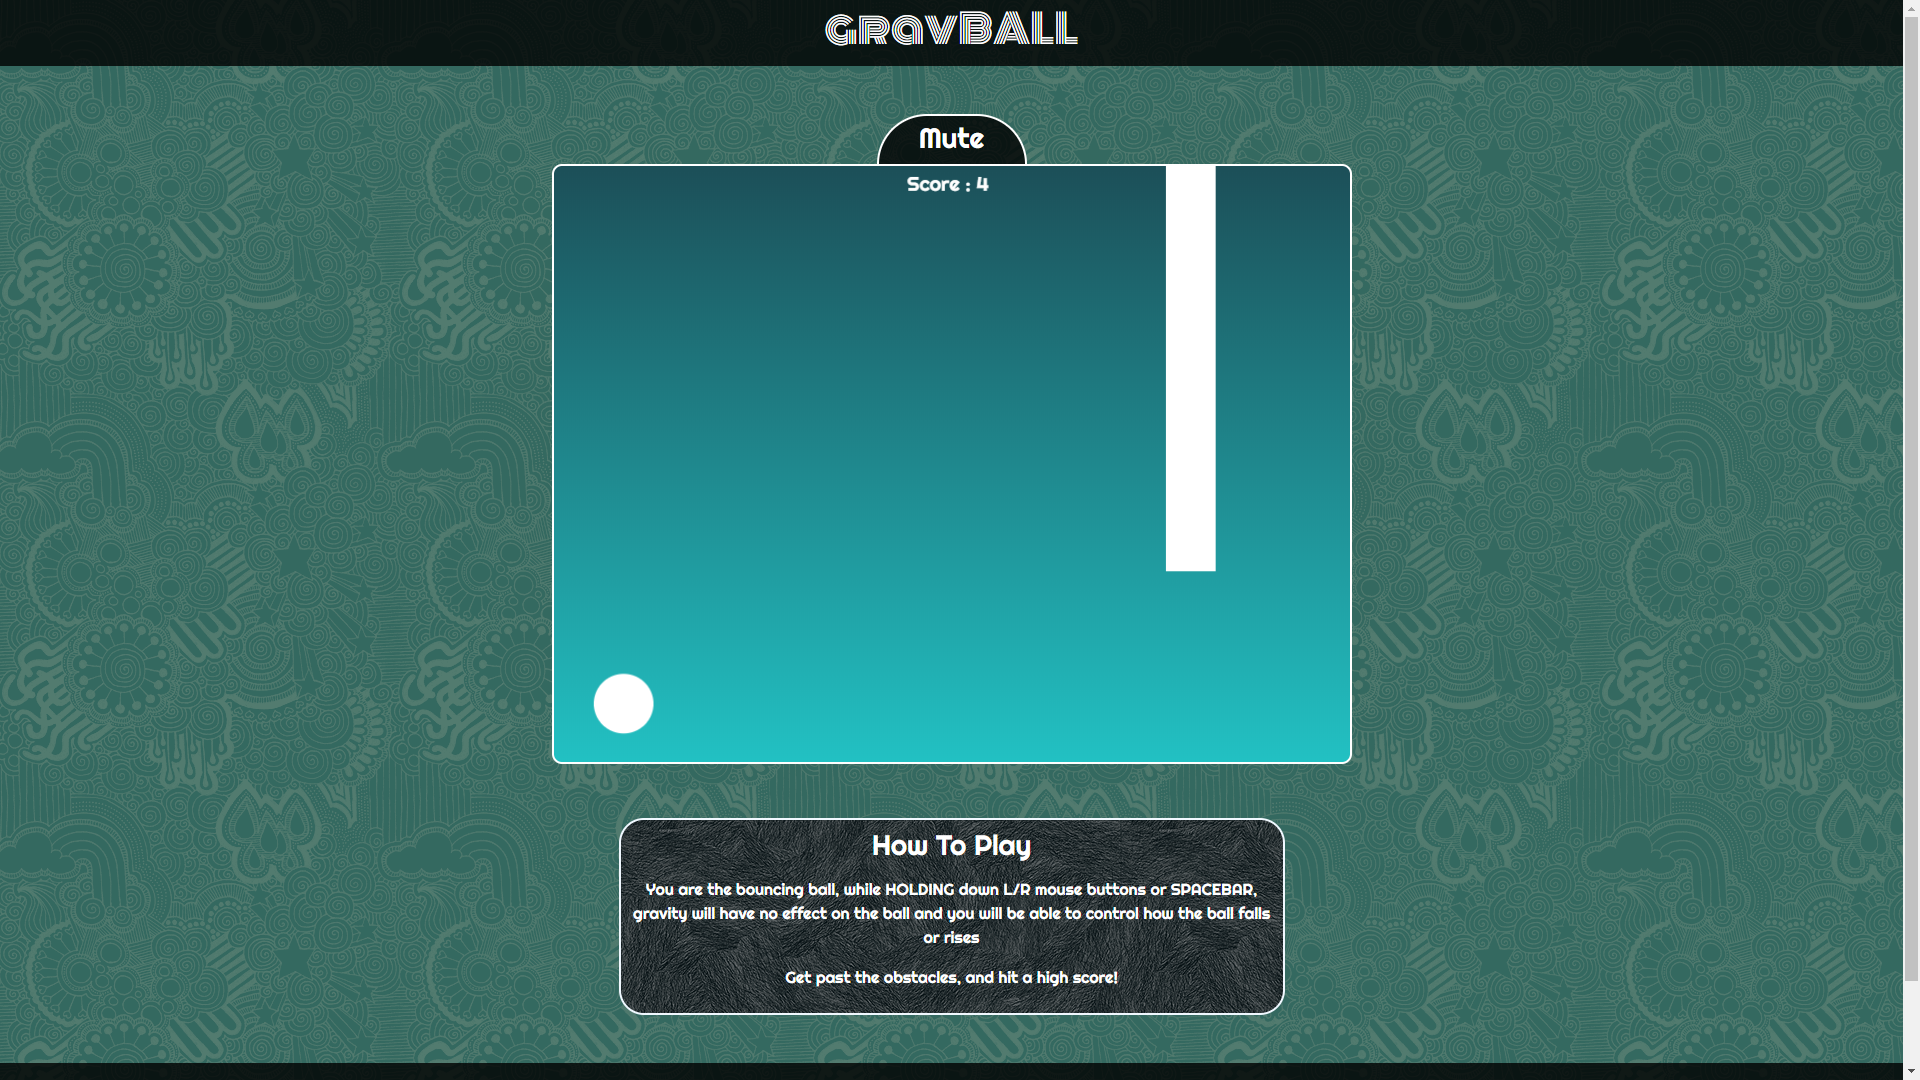 GRAVBALL
Mute
Score : 4
How To Play
You are the bouncing ball, while HOLDING down L/R mouse buttons or SPACEBAR,
gravity will have no effect on the ball and you will be able to control how the ball falls
or rises
Get past the obstacles, and hit a high score!